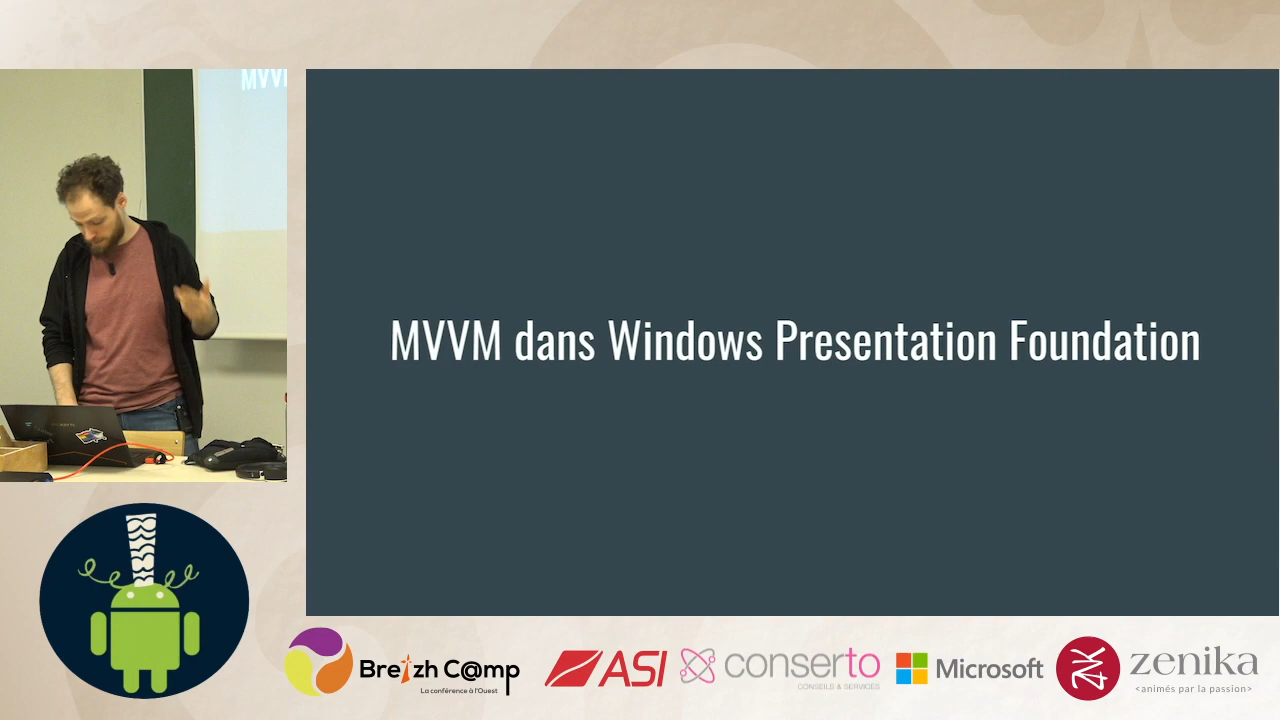 MVVM
MVVM dans Windows Presentation Foundation
Breizh C@mp
La conférence à l'Ouest
ASI
conserto
CONSEILS & SERVICES
Microsoft
zenika
<animés par la passion>